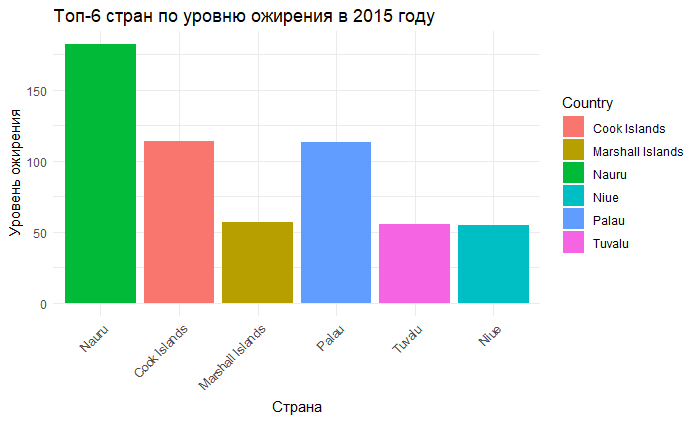 Топ-6 стран по уровню ожирения в 2015 году
Уровень ожирения
150
100
50
0
Nauru
Cook Islands
Marshall Islands
Palau
Tuvalu
Niue
Страна
Country
Cook Islands
Marshall Islands
Nauru
Niue
Palau
Tuvalu